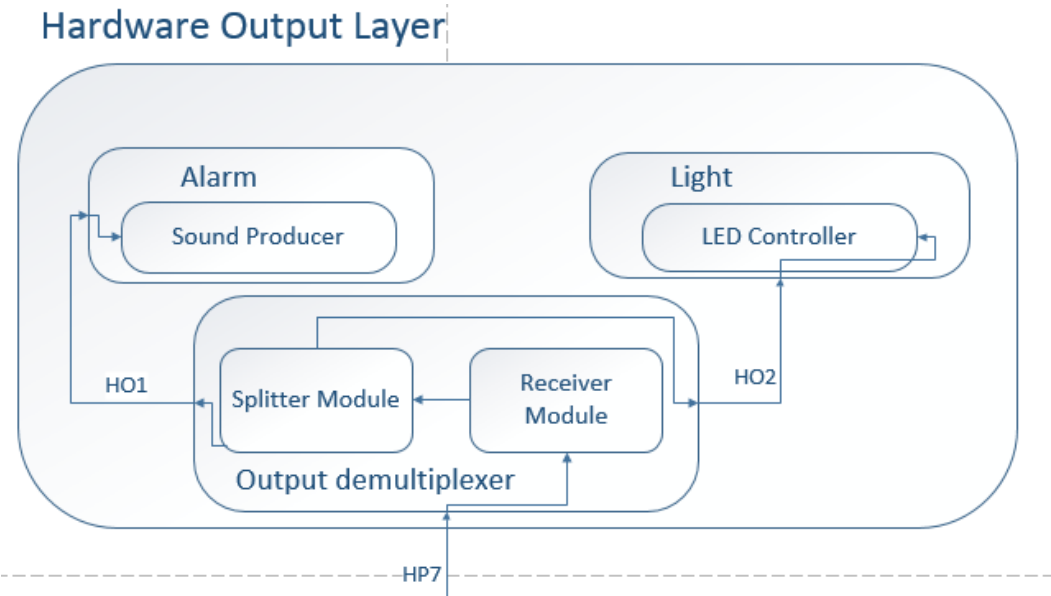 Hardware Output Layer
Alarm
Sound Producer
Light
LED Controller
HO1
Splitter Module
Receiver
Module
HO2
Output demultiplexer
HP7